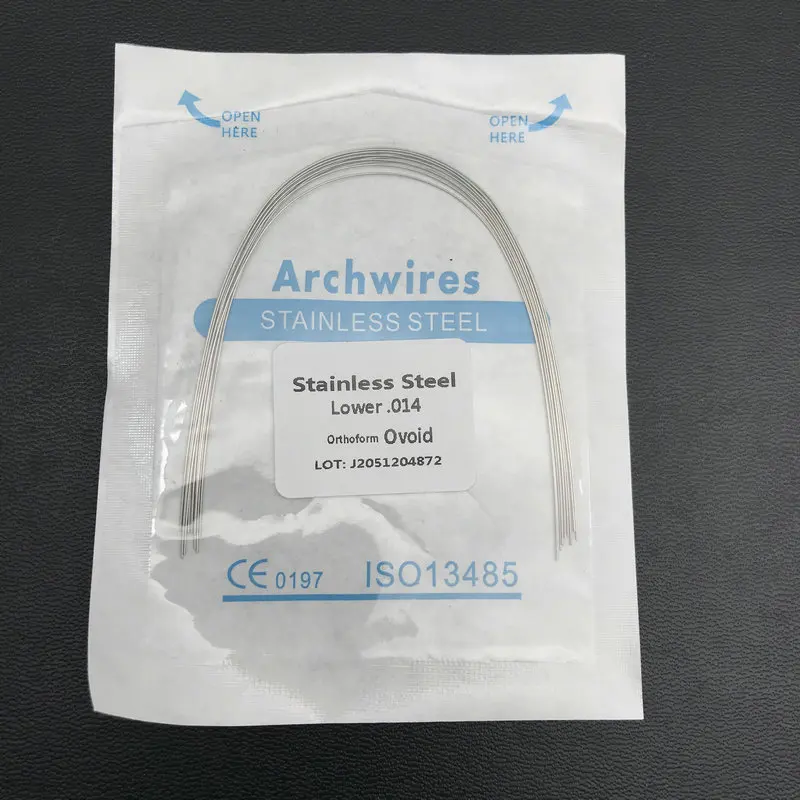 OPEN
HERE
OPEN
HERE
Archwires
STAINLESS STEEL
Stainless Steel
Lower .014
Orthoform Ovoid
LOT: J2051204872
CE 0197 ISO13485